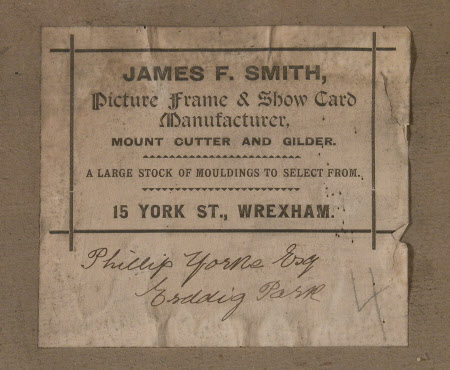 JAMES F. SMITH,
Picture Frame & Show Card
Manufacturer,
MOUNT CUTTER AND GILDER.
A LARGE STOCK OF MOULDINGS TO SELECT FROM.
15 YORK ST., WREXHAM.
Phillip Yorke Esq
Erddig Park
4